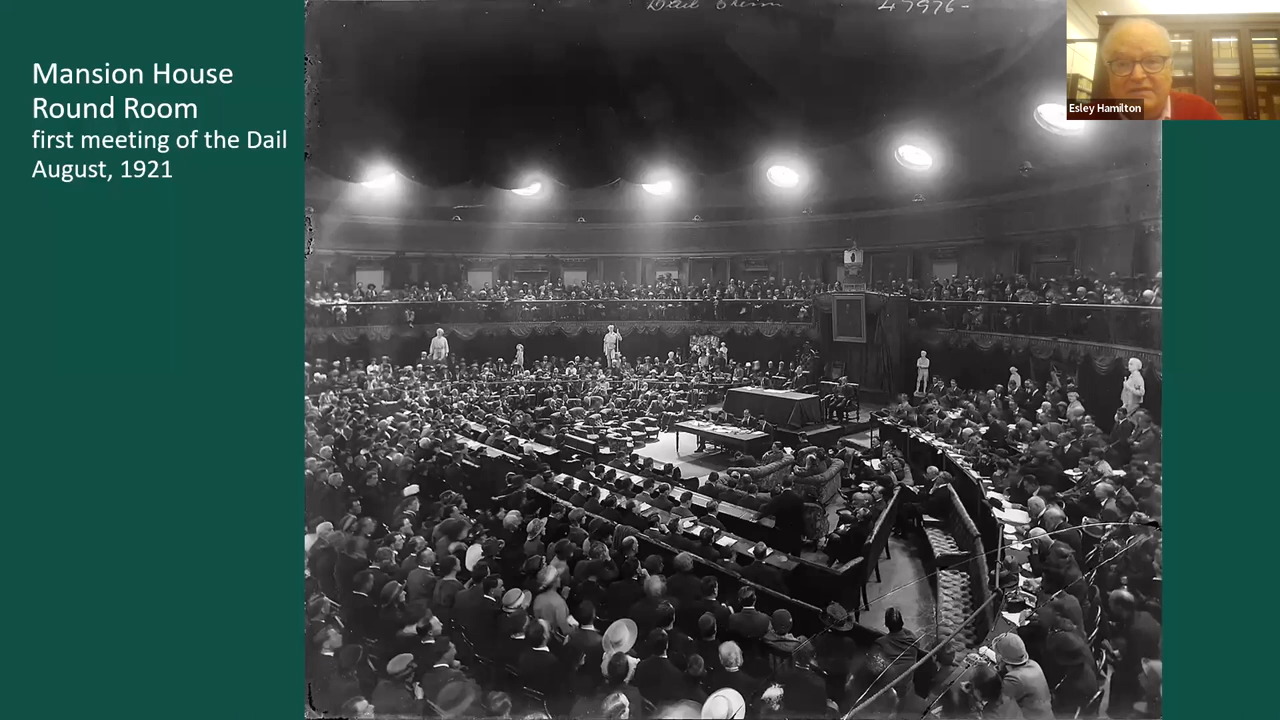 Mansion House
Round Room
first meeting of the Dail
August, 1921
47976-
Esley Hamilton